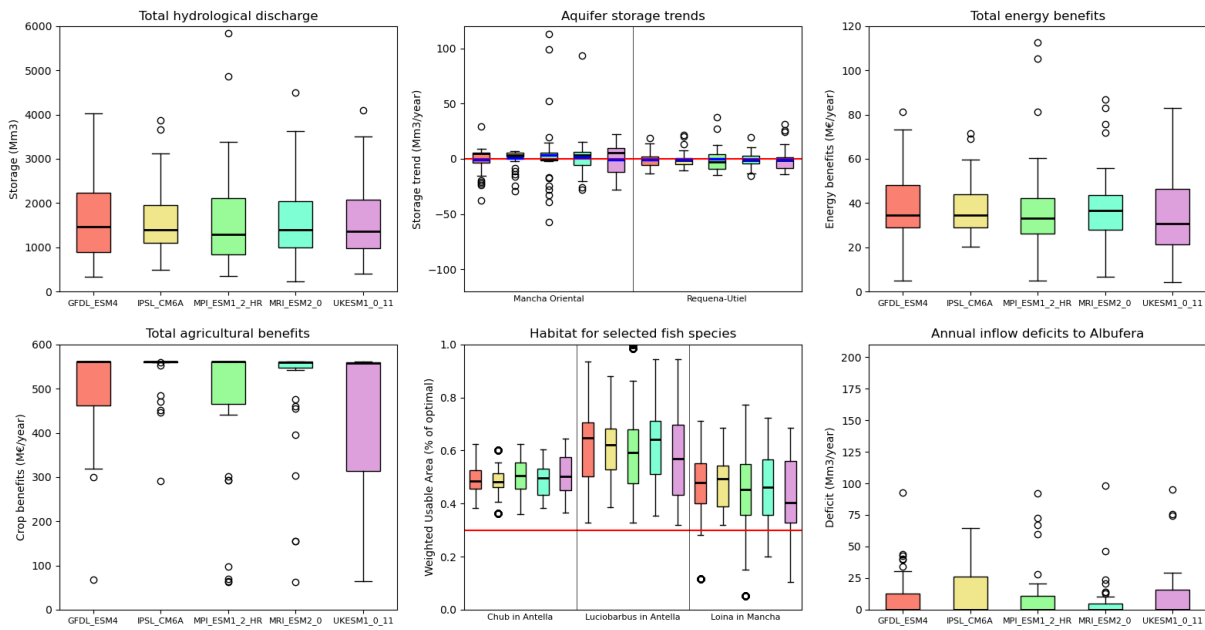 Total hydrological discharge
Storage (Mm3)
6000
5000
4000
3000
2000
1000
0
GFDL_ESM4 IPSL_CM6A MPI_ESM1_2_HR MRI_ESM2_0 UKESM1_0_11
Aquifer storage trends
Storage trend (Mm3/year)
100
50
0
−50
−100
Mancha Oriental Requena-Utiel
Total energy benefits
Energy benefits (M€/year)
120
100
80
60
40
20
0
GFDL_ESM4 IPSL_CM6A MPI_ESM1_2_HR MRI_ESM2_0 UKESM1_0_11
Total agricultural benefits
Crop benefits (M€/year)
600
500
400
300
200
100
0
GFDL_ESM4 IPSL_CM6A MPI_ESM1_2_HR MRI_ESM2_0 UKESM1_0_11
Habitat for selected fish species
Weighted Usable Area (% of optimal)
1.0
0.8
0.6
0.4
0.2
0.0
Chub in Antella Luciobarbus in Antella Loina in Mancha
Annual inflow deficits to Albufera
Deficit (Mm3/year)
200
175
150
125
100
75
50
25
0
GFDL_ESM4 IPSL_CM6A MPI_ESM1_2_HR MRI_ESM2_0 UKESM1_0_11